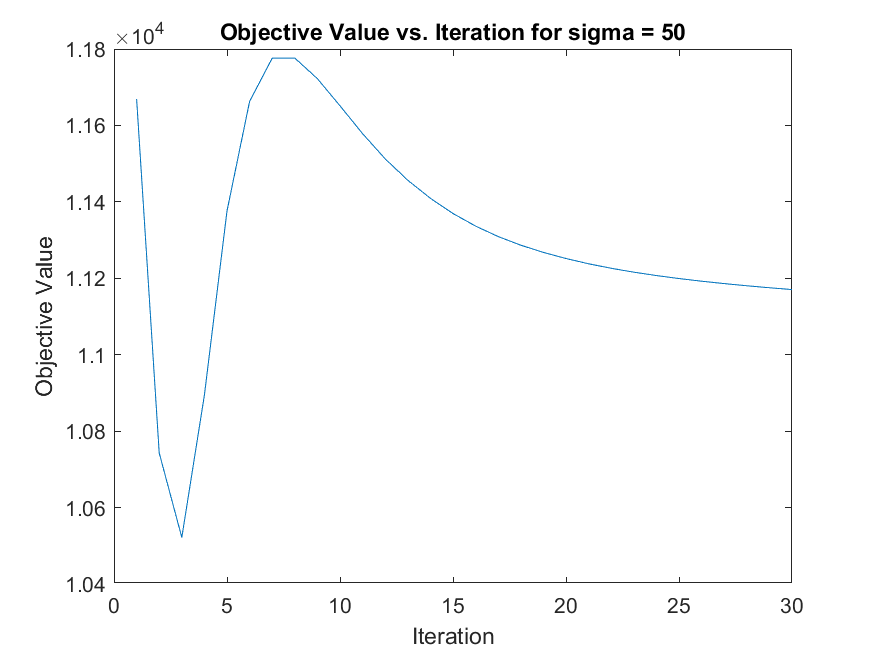 Objective Value vs. Iteration for sigma = 50
×10⁴
1.18
1.16
1.14
1.12
1.1
1.08
1.06
1.04
Objective Value
0 5 10 15 20 25 30
Iteration